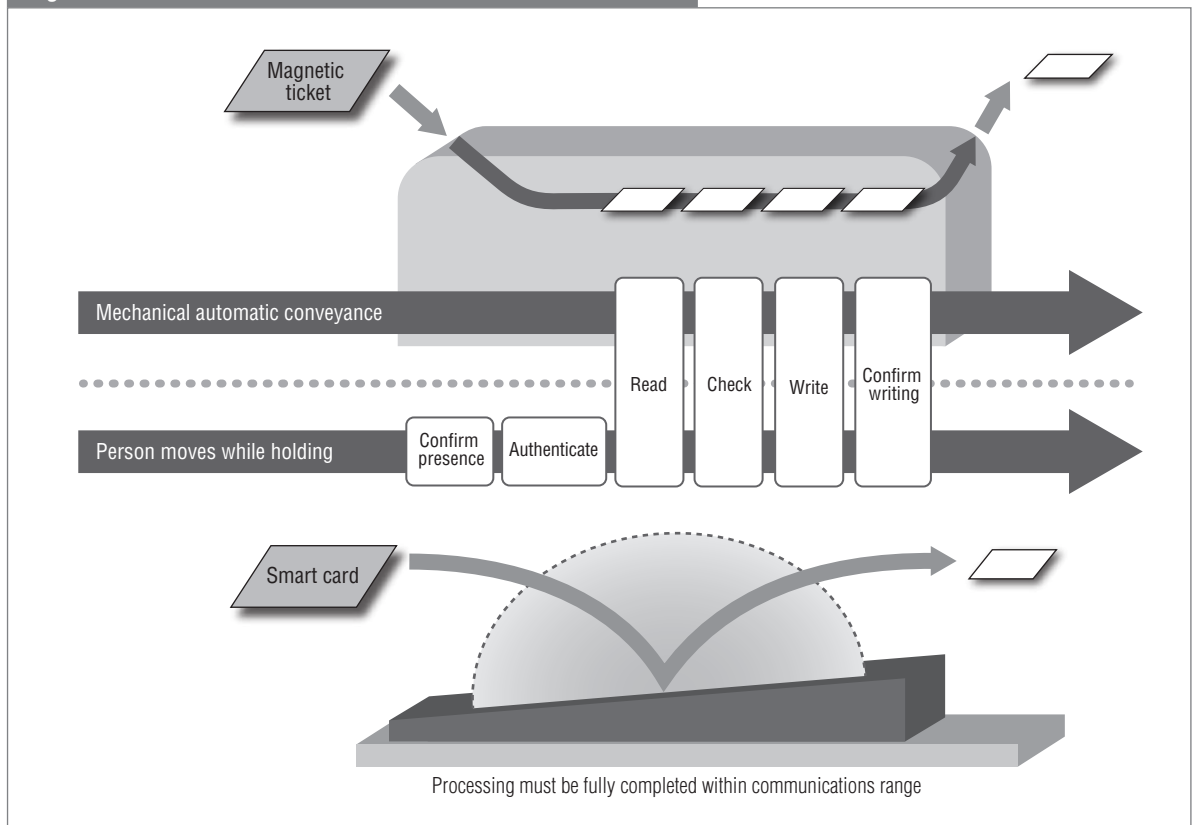 Magnetic
ticket
Mechanical automatic conveyance
Read
Check
Write
Confirm
writing
Person moves while holding
Confirm
presence
Authenticate
Smart card
Processing must be fully completed within communications range